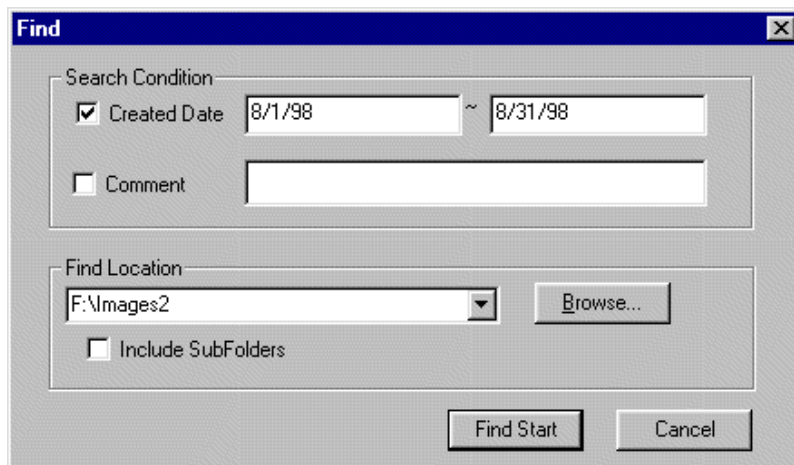 Find
Search Condition
Created Date 8/1/98 ~ 8/31/98
Comment
Find Location
F:\Images2 Browse...
Include SubFolders
Find Start Cancel